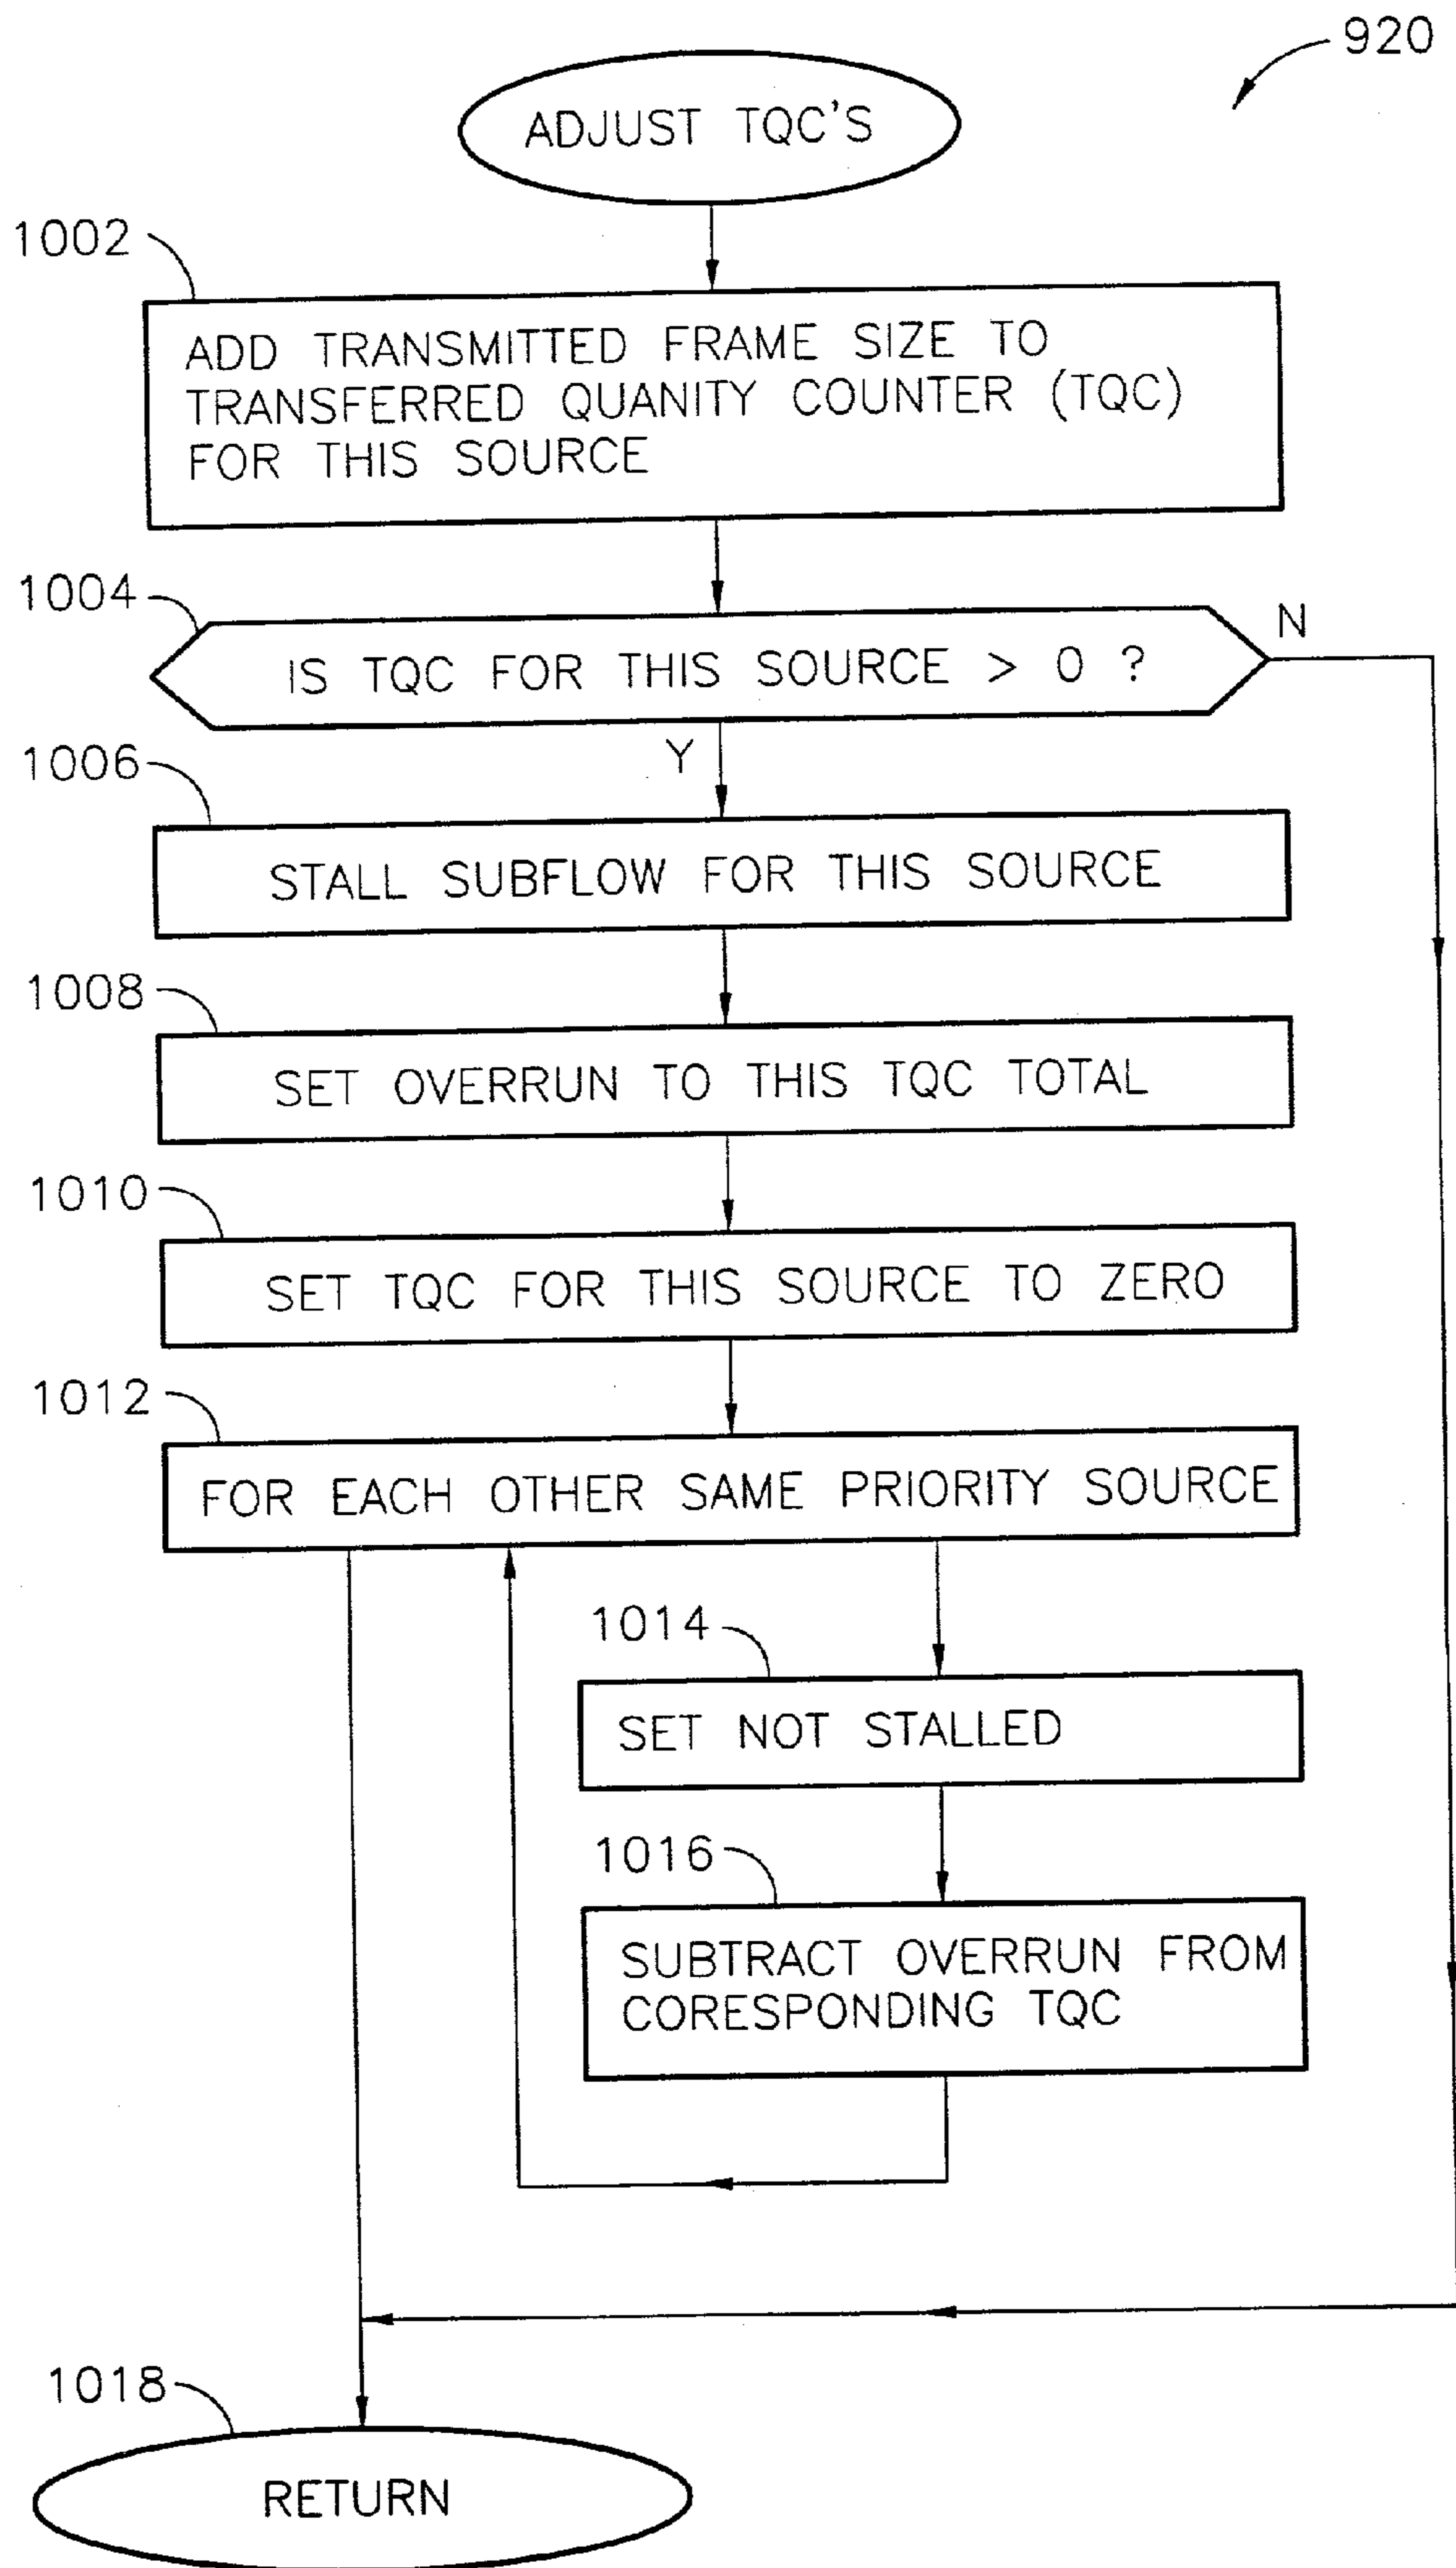 920
ADJUST TQC'S
1002
ADD TRANSMITTED FRAME SIZE TO
TRANSFERRED QUANITY COUNTER (TQC)
FOR THIS SOURCE
1004
IS TQC FOR THIS SOURCE > 0 ?
N
Y
1006
STALL SUBFLOW FOR THIS SOURCE
1008
SET OVERRUN TO THIS TQC TOTAL
1010
SET TQC FOR THIS SOURCE TO ZERO
1012
FOR EACH OTHER SAME PRIORITY SOURCE
1014
SET NOT STALLED
1016
SUBTRACT OVERRUN FROM
CORESPONDING TQC
1018
RETURN